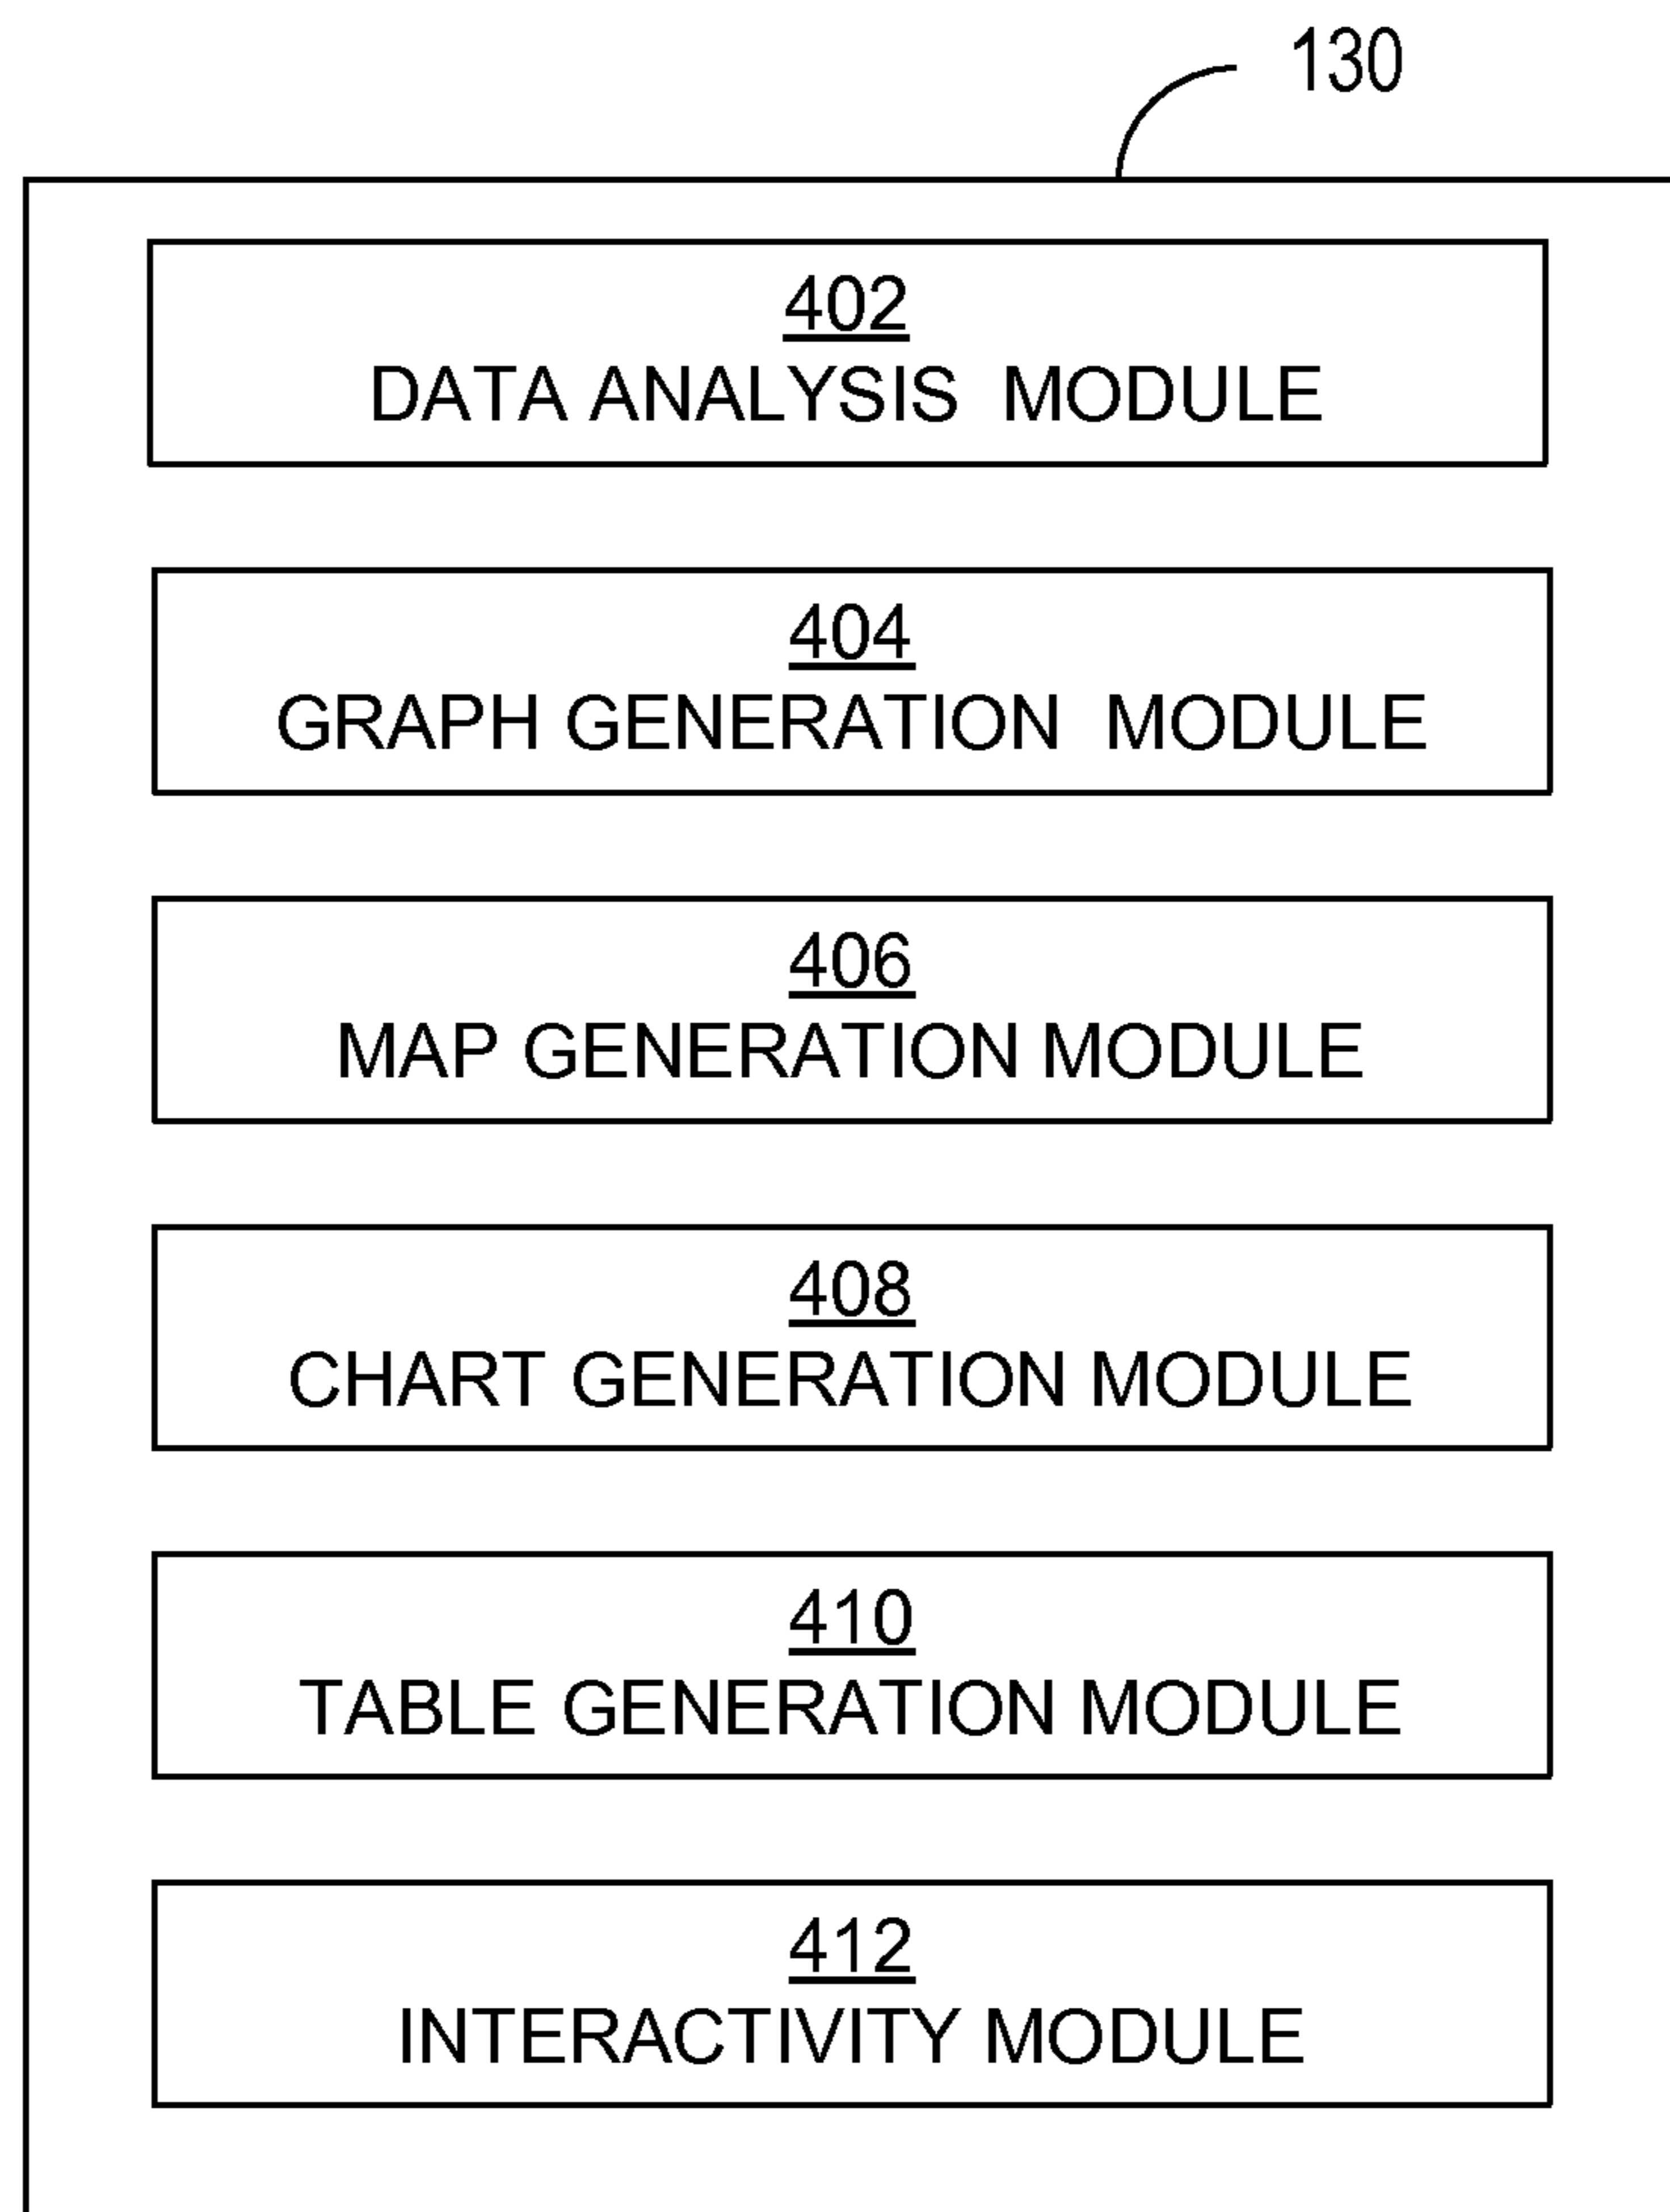 130
402
DATA ANALYSIS MODULE
404
GRAPH GENERATION MODULE
406
MAP GENERATION MODULE
408
CHART GENERATION MODULE
410
TABLE GENERATION MODULE
412
INTERACTIVITY MODULE